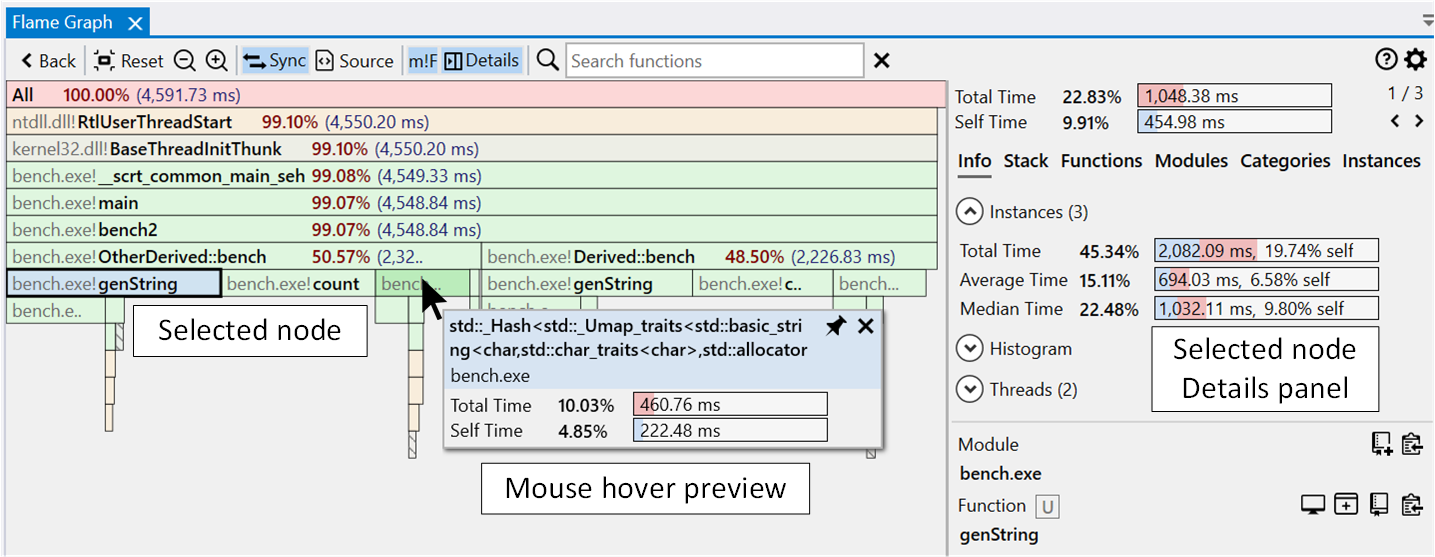 Flame Graph
Back Reset Sync Source m!F Details Search functions
All 100.00% (4,591.73 ms)
ntdll.dll!RtlUserThreadStart 99.10% (4,550.20 ms)
kernel32.dll!BaseThreadInitThunk 99.10% (4,550.20 ms)
bench.exe!__scrt_common_main_seh 99.08% (4,549.33 ms)
bench.exe!main 99.07% (4,548.84 ms)
bench.exe!bench2 99.07% (4,548.84 ms)
bench.exe!OtherDerived::bench 50.57% (2,32.. bench.exe!Derived::bench 48.50% (2,226.83 ms)
bench.exe!genString bench.exe!count bench... bench.exe!genString bench.exe!c.. bench...
bench.e.. bench.e..
Selected node
std::_Hash<std::_Umap_traits<std::basic_stri
ng<char,std::char_traits<char>,std::allocator
bench.exe
Total Time 10.03% 460.76 ms
Self Time 4.85% 222.48 ms
Mouse hover preview
Total Time 22.83% 1,048.38 ms 1 / 3
Self Time 9.91% 454.98 ms
Info Stack Functions Modules Categories Instances
Instances (3)
Total Time 45.34% 2,082.09 ms, 19.74% self
Average Time 15.11% 694.03 ms, 6.58% self
Median Time 22.48% 1,032.11 ms, 9.80% self
Histogram
Threads (2)
Selected node
Details panel
Module
bench.exe
Function U
genString